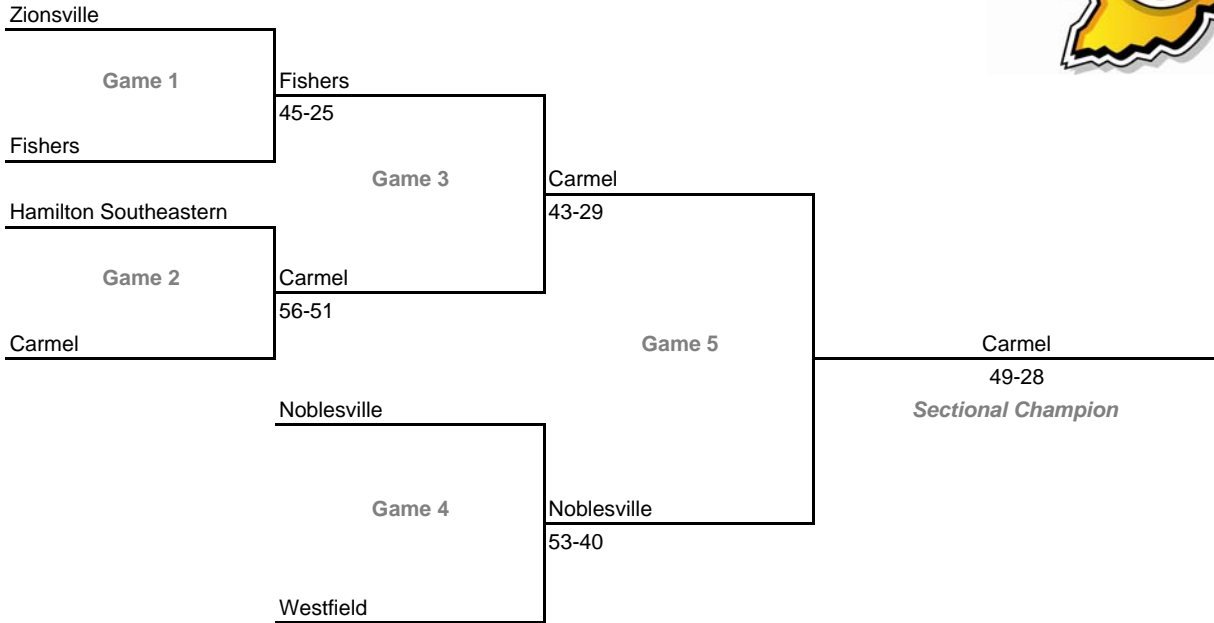 Zionsville
Game 1
Fishers
45-25
Fishers
Game 3
Carmel
43-29
Hamilton Southeastern
Game 2
Carmel
56-51
Carmel
Game 5
Carmel
49-28
Sectional Champion
Noblesville
Game 4
Noblesville
53-40
Westfield